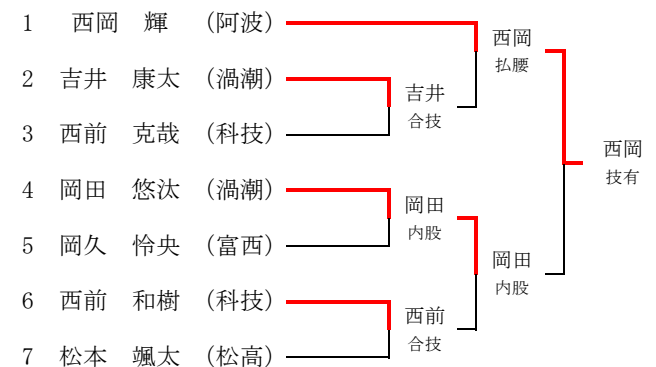 1 西岡 輝 (阿波)
2 吉井 康太 (渦潮)
3 西前 克哉 (科技)
4 岡田 悠汰 (渦潮)
5 岡久 怜央 (富西)
6 西前 和樹 (科技)
7 松本 颯太 (松高)
吉井
合技
岡田
内股
西前
合技
西岡
払腰
岡田
内股
西岡
技有